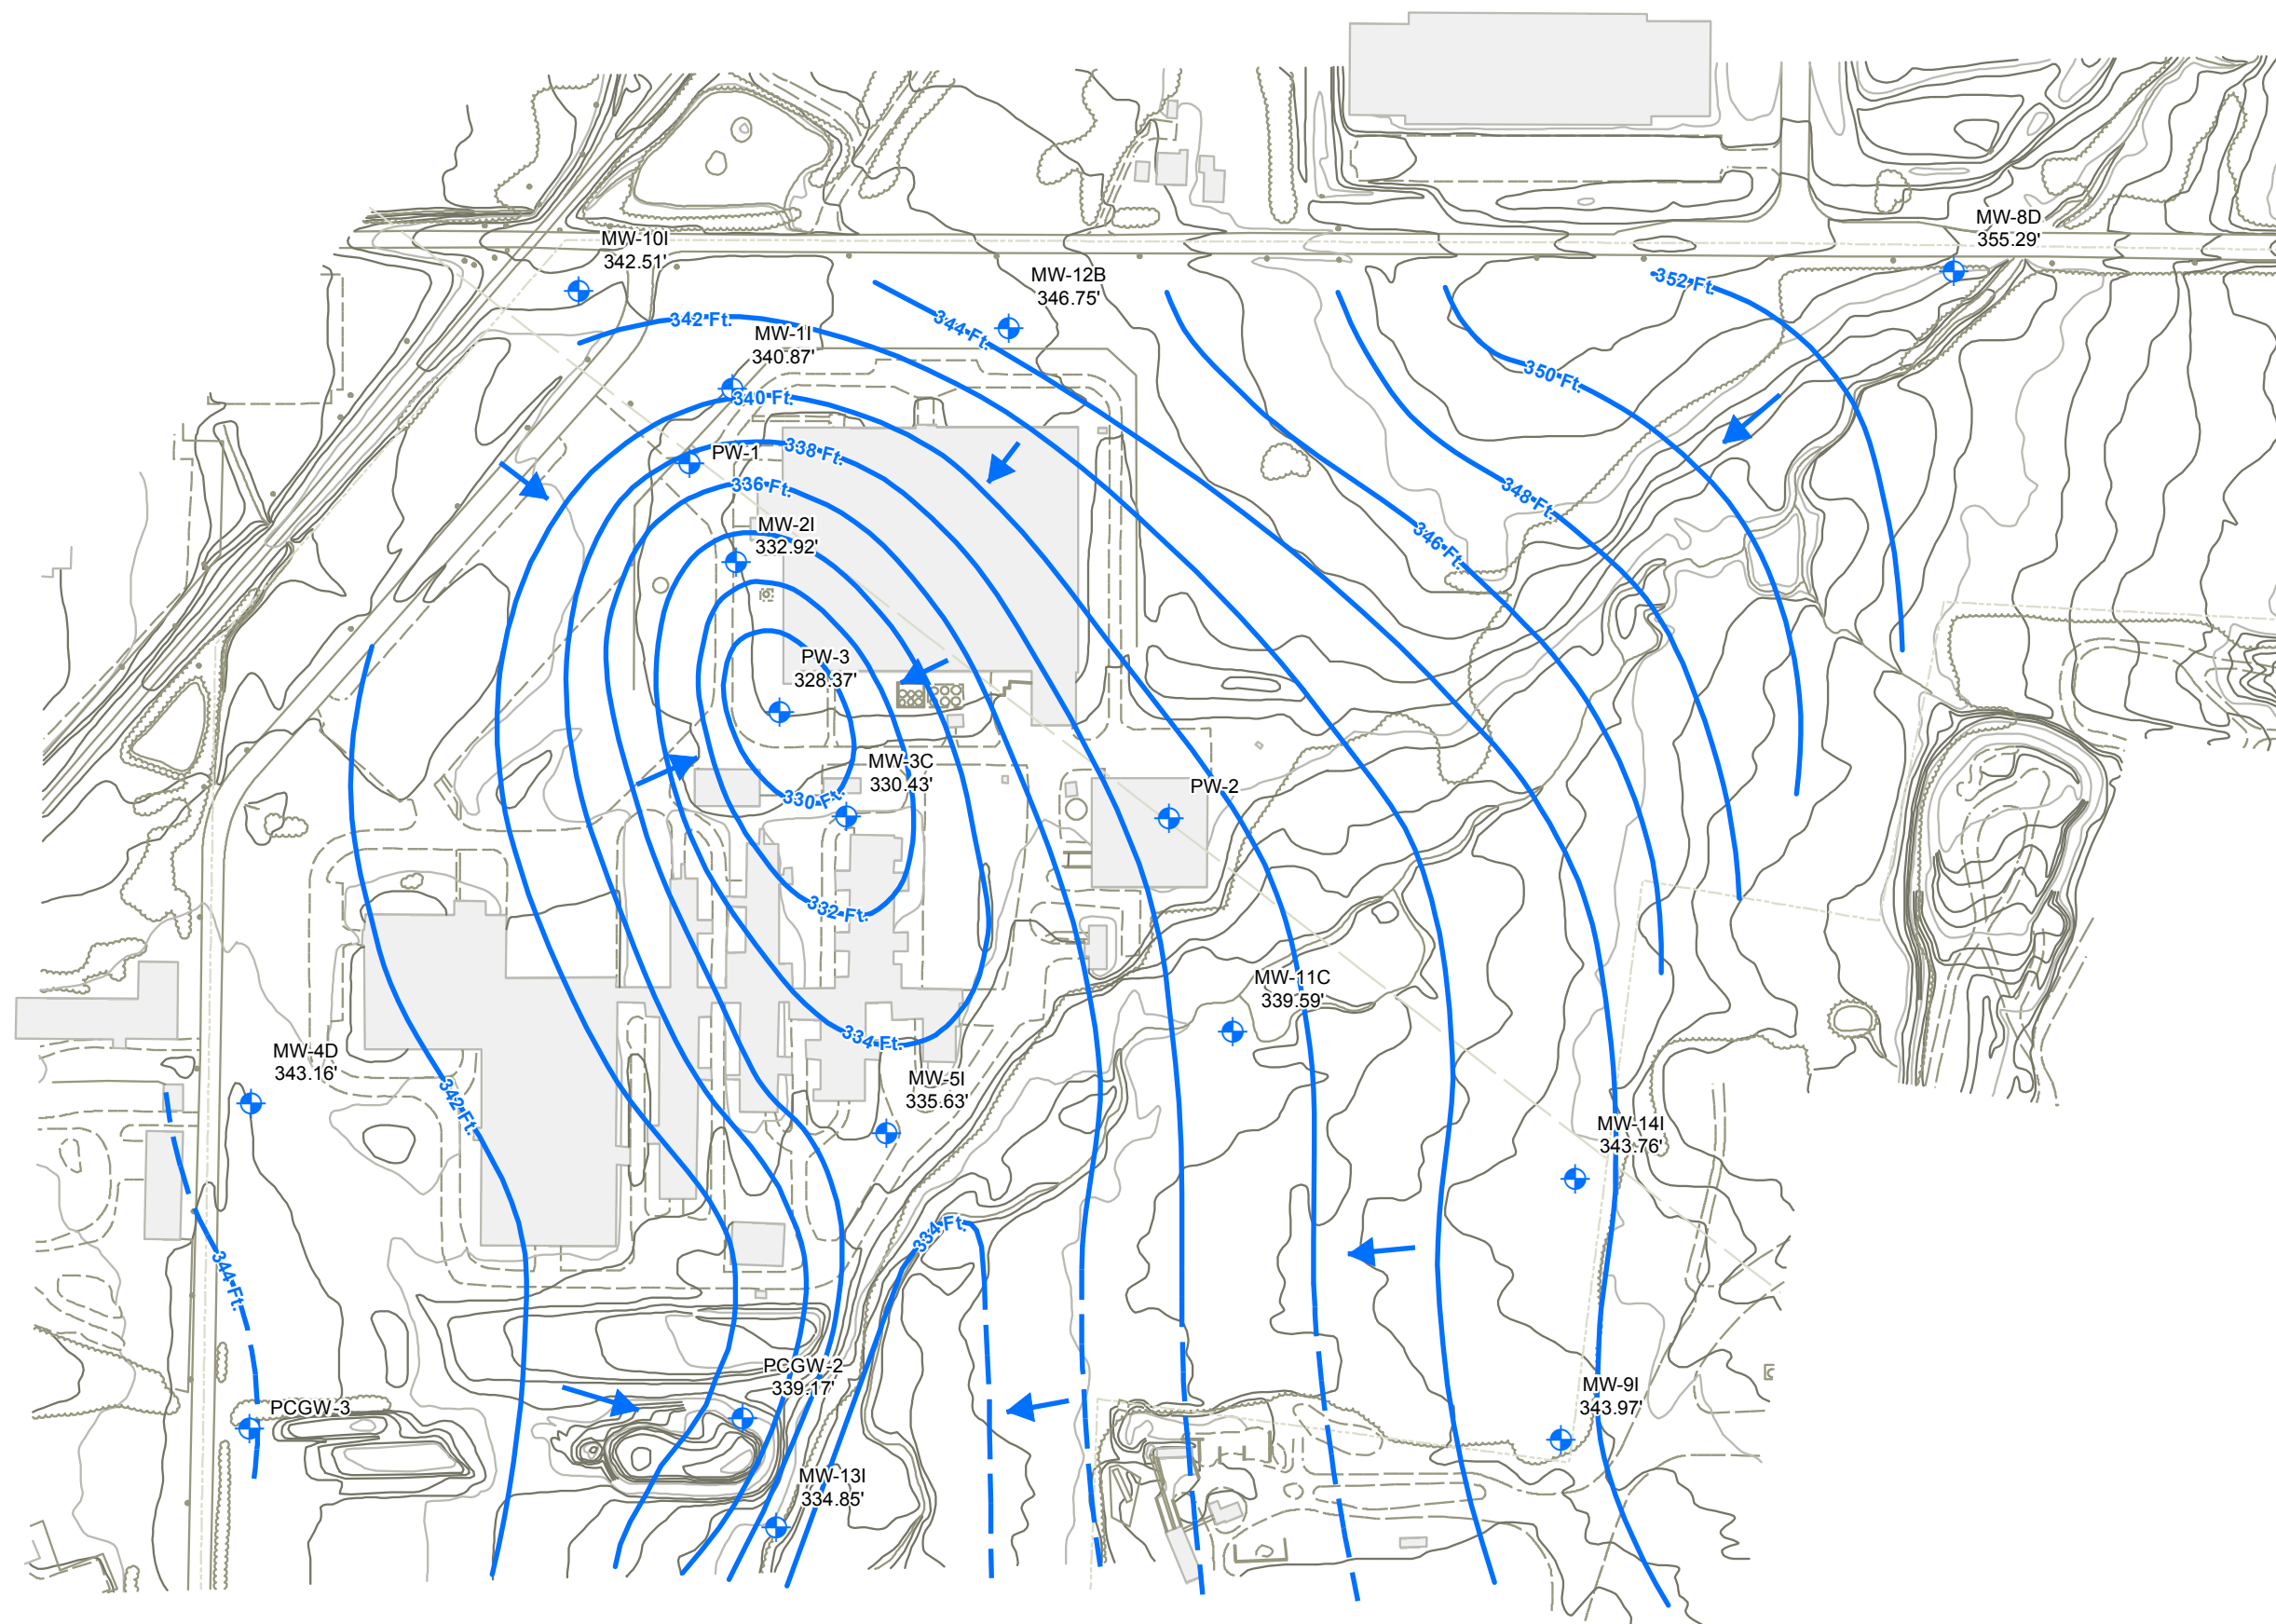 MW-8D
355.29'
MW-10I
342.51'
MW-12B
346.75'
352 Ft.
342 Ft.
344 Ft.
MW-1I
340.87'
350 Ft.
340 Ft.
PW-1
338 Ft.
336 Ft.
348 Ft.
MW-2I
332.92'
346 Ft.
PW-3
328.37'
MW-3C
330.43'
PW-2
330 Ft.
332 Ft.
MW-11C
339.59'
334 Ft.
MW-4D
343.16'
MW-5I
335.63'
342 Ft.
MW-14I
343.76'
334 Ft.
344 Ft.
PCGW-2
339.17'
MW-9I
343.97'
PCGW-3
MW-13I
334.85'